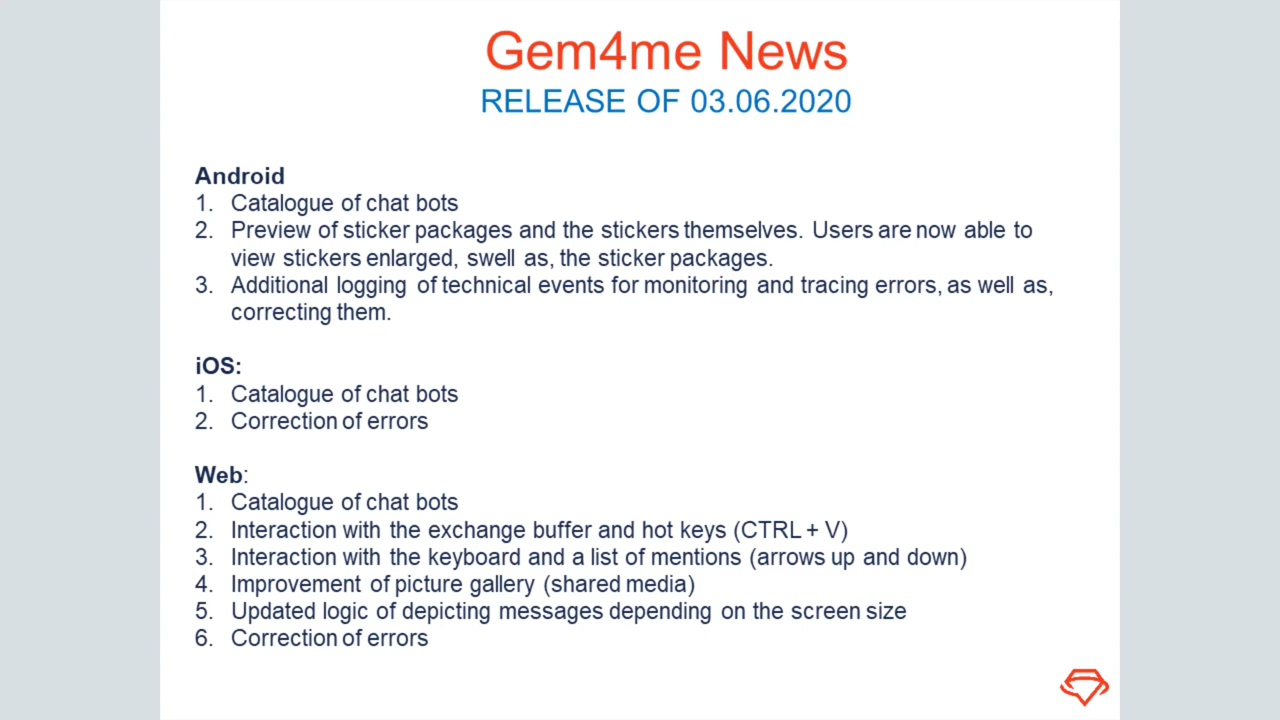 Gem4me News
RELEASE OF 03.06.2020
Android
1. Catalogue of chat bots
2. Preview of sticker packages and the stickers themselves. Users are now able to
view stickers enlarged, swell as, the sticker packages.
3. Additional logging of technical events for monitoring and tracing errors, as well as,
correcting them.
iOS:
1. Catalogue of chat bots
2. Correction of errors
Web:
1. Catalogue of chat bots
2. Interaction with the exchange buffer and hot keys (CTRL + V)
3. Interaction with the keyboard and a list of mentions (arrows up and down)
4. Improvement of picture gallery (shared media)
5. Updated logic of depicting messages depending on the screen size
6. Correction of errors